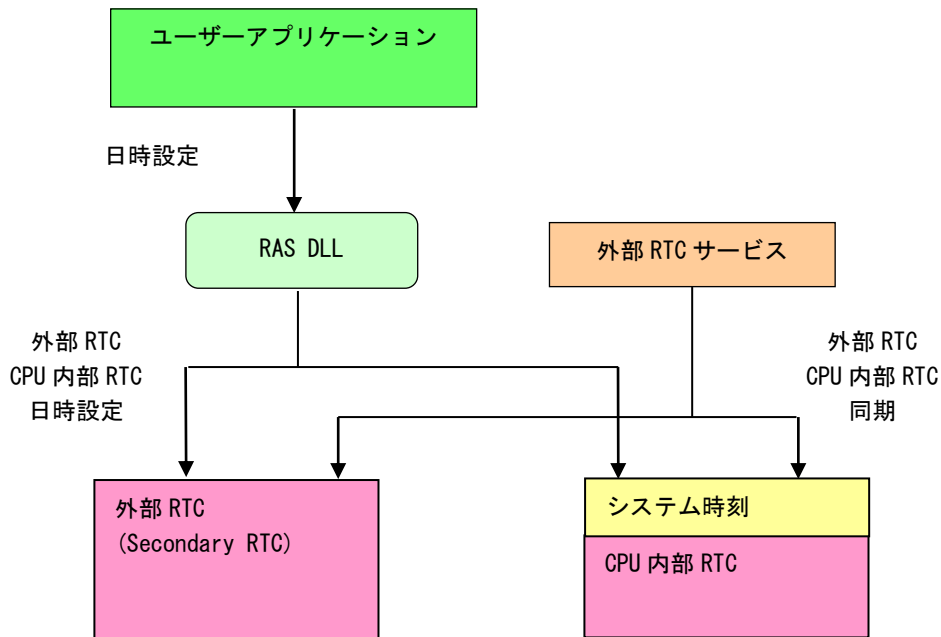 ユーザーアプリケーション
日時設定
RAS DLL
外部 RTC サービス
外部 RTC
CPU 内部 RTC
日時設定
外部 RTC
CPU 内部 RTC
同期
外部 RTC
(Secondary RTC)
システム時刻
CPU 内部 RTC